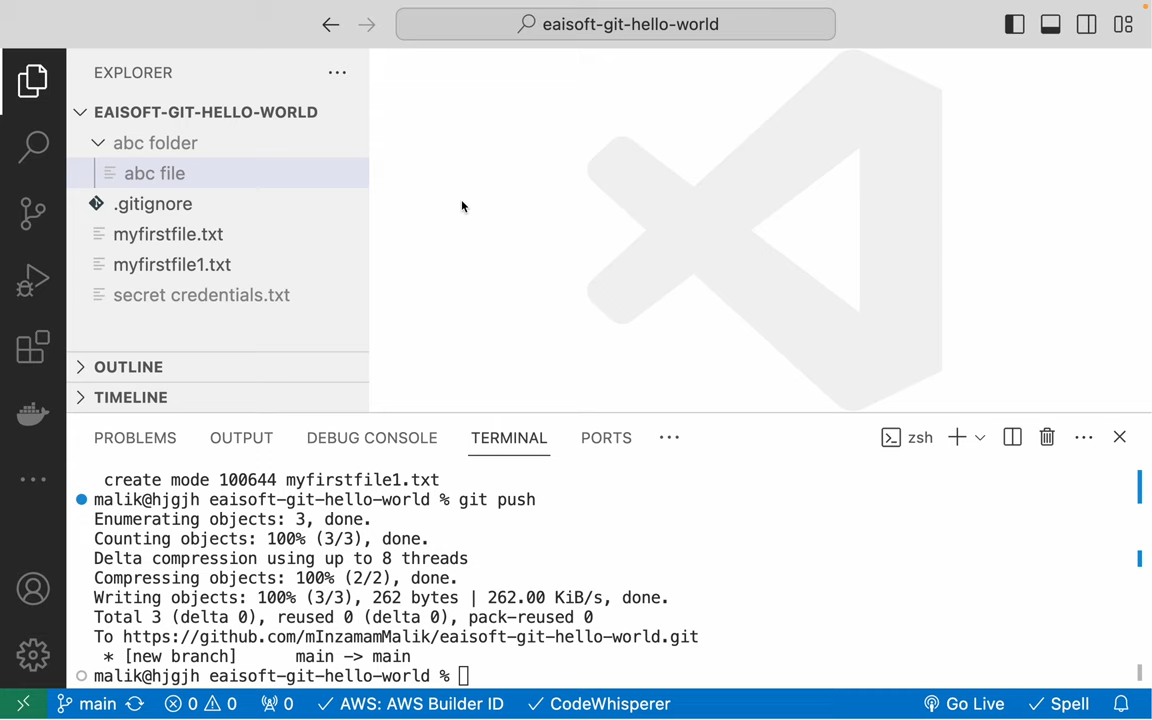 eaisoft-git-hello-world
EXPLORER
EAISOFT-GIT-HELLO-WORLD
abc folder
abc file
.gitignore
myfirstfile.txt
myfirstfile1.txt
secret credentials.txt
OUTLINE
TIMELINE
PROBLEMS OUTPUT DEBUG CONSOLE TERMINAL PORTS
zsh
create mode 100644 myfirstfile1.txt
malik@hjgjh eaisoft-git-hello-world % git push
Enumerating objects: 3, done.
Counting objects: 100% (3/3), done.
Delta compression using up to 8 threads
Compressing objects: 100% (2/2), done.
Writing objects: 100% (3/3), 262 bytes | 262.00 KiB/s, done.
Total 3 (delta 0), reused 0 (delta 0), pack-reused 0
To https://github.com/mInzamamMalik/eaisoft-git-hello-world.git
* [new branch]      main -> main
malik@hjgjh eaisoft-git-hello-world %
main 0 0 0 AWS: AWS Builder ID CodeWhisperer Go Live Spell